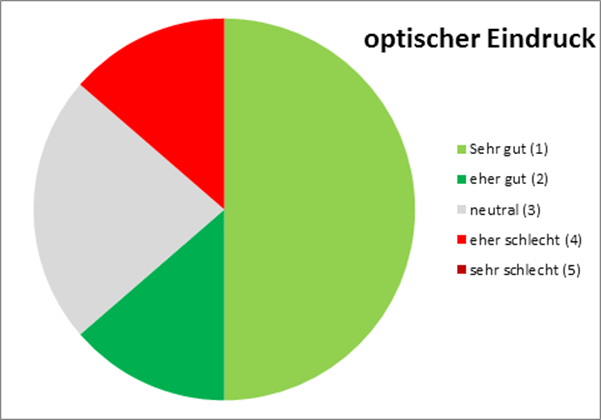 optischer Eindruck
Sehr gut (1)
eher gut (2)
neutral (3)
eher schlecht (4)
sehr schlecht (5)